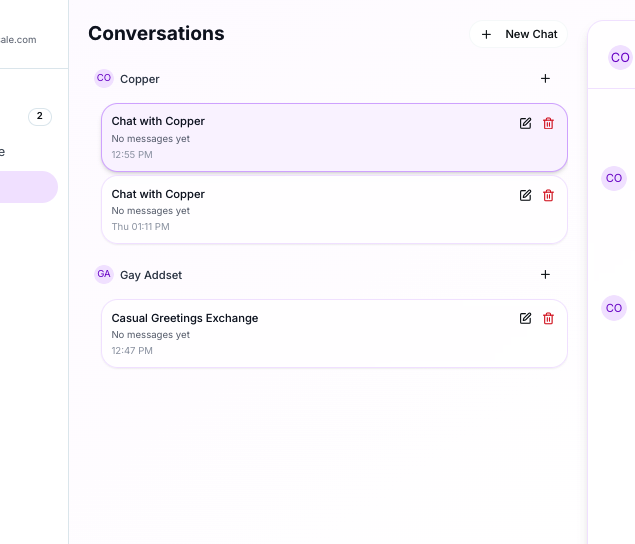 Conversations
New Chat
CO
ale.com
CO Copper
2
Chat with Copper
No messages yet
12:55 PM
e
Chat with Copper
No messages yet
Thu 01:11 PM
CO
GA Gay Addset
CO
Casual Greetings Exchange
No messages yet
12:47 PM